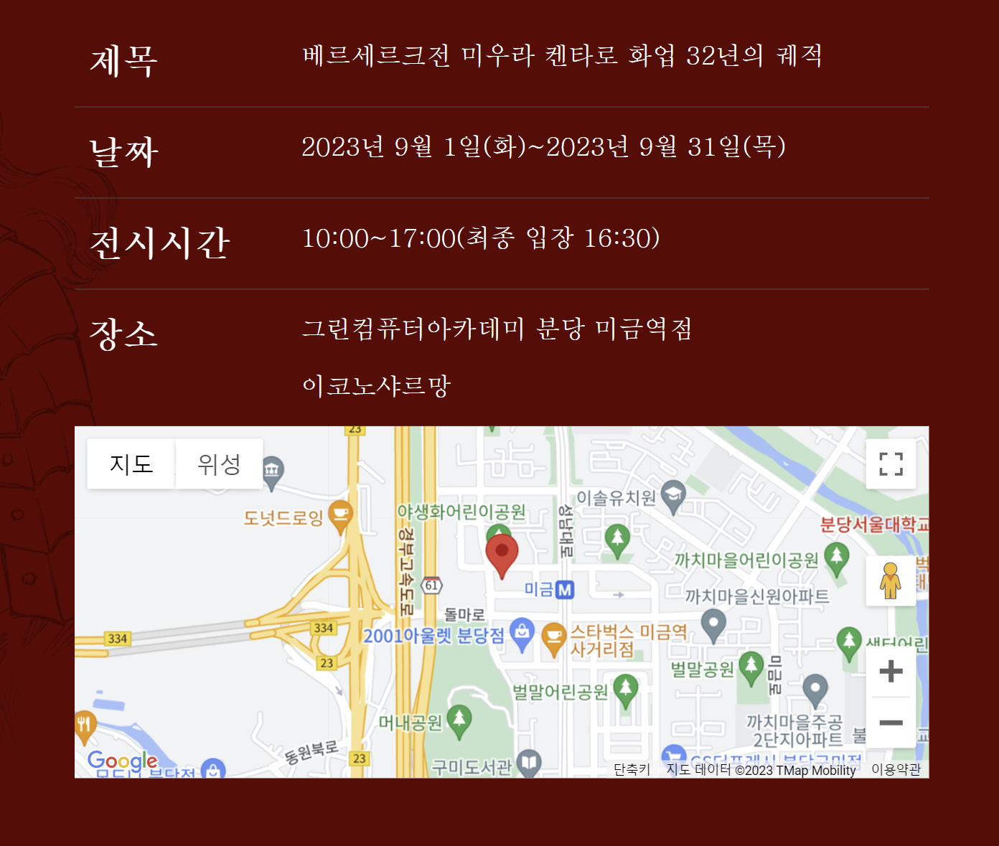 제목
베르세르크전 미우라 켄타로 화업 32년의 궤적
날짜
2023년 9월 1일(화)~2023년 9월 31일(목)
전시시간
10:00~17:00(최종 입장 16:30)
장소
그린컴퓨터아카데미 분당 미금역점
이코노샤르망
23
지도
위성
이솔유치원
도넛드로잉
야생화어린이공원
성남대로
분당서울대학교
경부고속도로
까치마을어린이공원
61
미금
M
까치마을신원아파트
돌마로
334
334
2001아울렛 분당점
스타벅스 미금역
사거리점
23
벌말공원
미금로
벌말어린공원
머내공원
까치마을주공
2단지아파트
동원북로
23
구미도서관
Google
단축키
지도 데이터 ©2023 TMap Mobility
이용약관